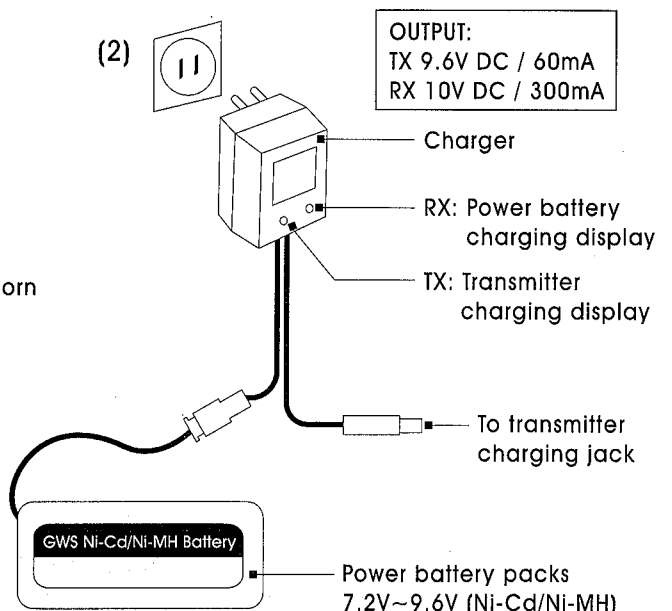 (2)
OUTPUT:
TX 9.6V DC / 60mA
RX 10V DC / 300mA
Charger
RX: Power battery
charging display
TX: Transmitter
charging display
orn
To transmitter
charging jack
GWS Ni-Cd/Ni-MH Battery
Power battery packs
7.2V~9.6V (Ni-Cd/Ni-MH)